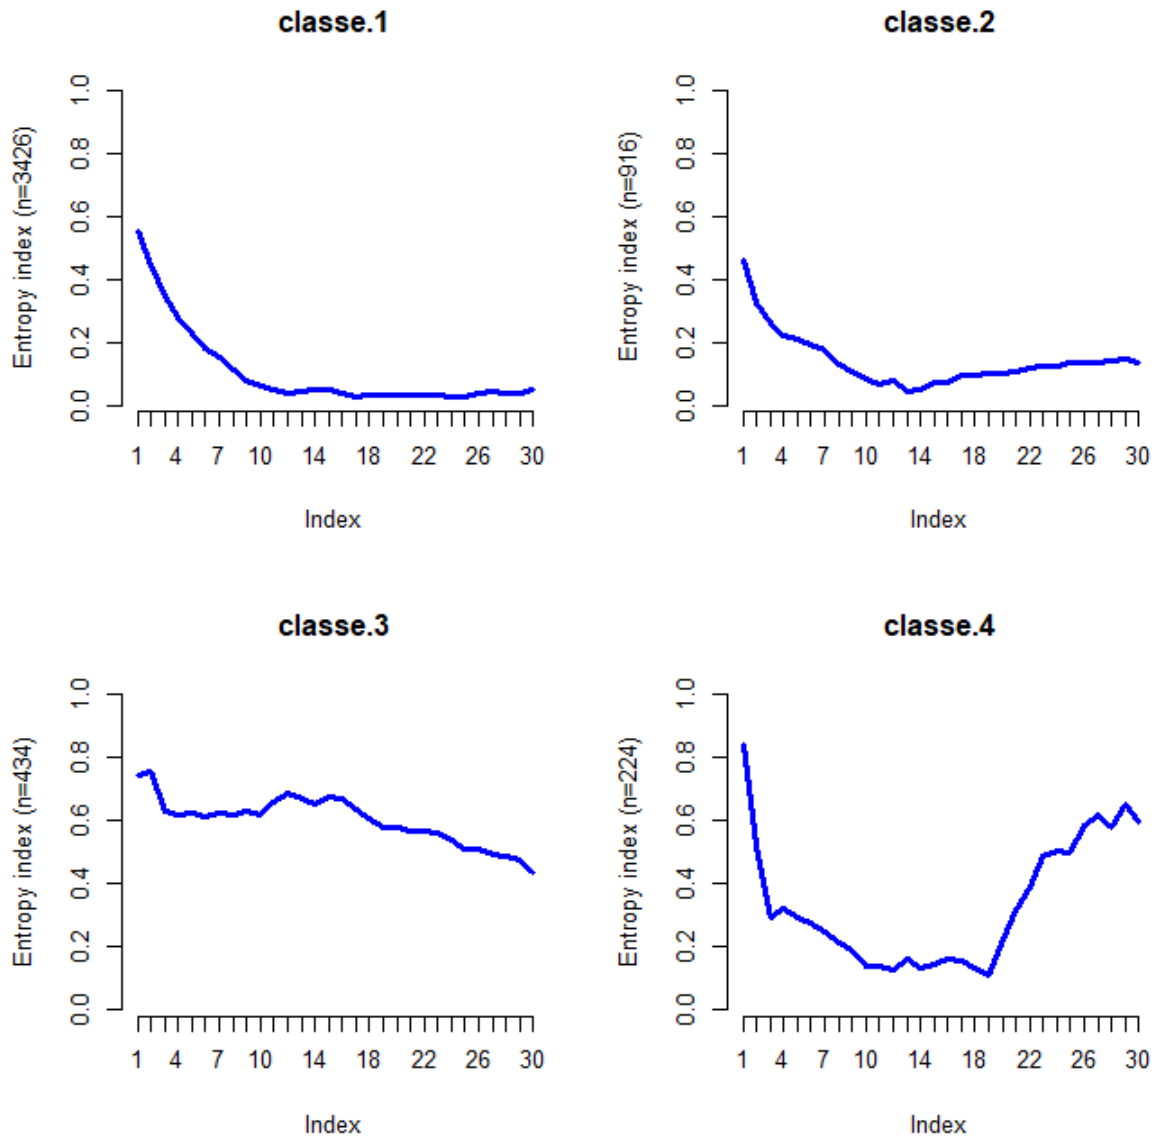 classe.1
Entropy index (n=3426)
0.0 0.2 0.4 0.6 0.8 1.0
1 4 7 10 14 18 22 26 30
Index
classe.2
Entropy index (n=916)
0.0 0.2 0.4 0.6 0.8 1.0
1 4 7 10 14 18 22 26 30
Index
classe.3
Entropy index (n=434)
0.0 0.2 0.4 0.6 0.8 1.0
1 4 7 10 14 18 22 26 30
Index
classe.4
Entropy index (n=224)
0.0 0.2 0.4 0.6 0.8 1.0
1 4 7 10 14 18 22 26 30
Index